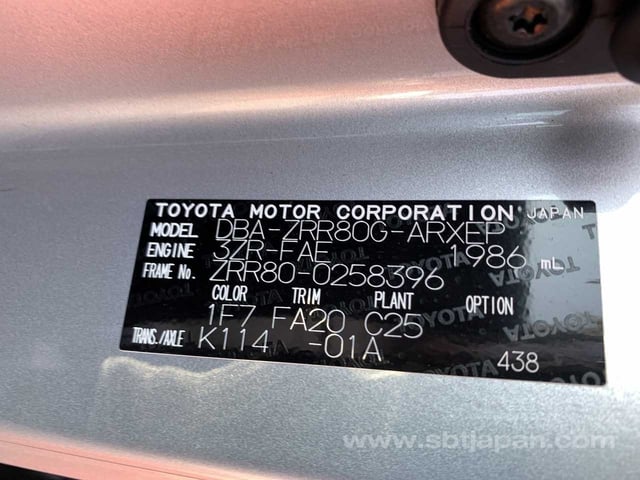 TOYOTA MOTOR CORPORATION JAPAN
MODEL DBA-ZRR80G-ARXEP
ENGINE 3ZR-FAE 1986 mL
FRAME No. ZRR80-0258396
COLOR TRIM PLANT OPTION
1F7 FA20 C25
TRANS./AXLE K114 -01A
438
www.sbtjapan.com